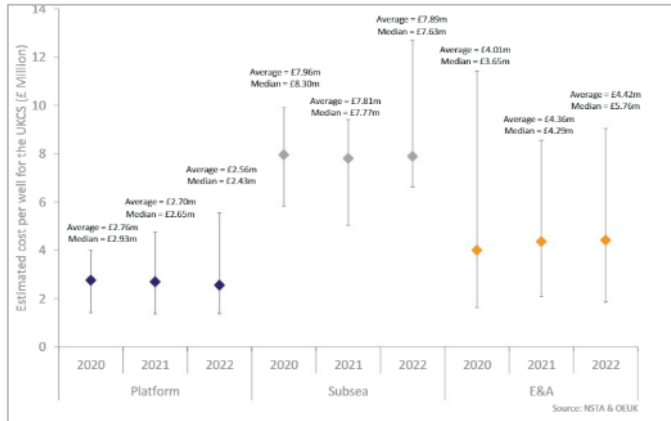 14
12
10
8
6
4
2
0
Estimated cost per well for the UKCS (£ Million)
Average = £2.76m
Median = £2.93m
Average = £2.70m
Median = £2.65m
Average = £2.56m
Median = £2.43m
Average = £7.96m
Median = £8.30m
Average = £7.81m
Median = £7.77m
Average = £7.89m
Median = £7.63m
Average = £4.01m
Median = £3.65m
Average = £4.36m
Median = £4.29m
Average = £4.42m
Median = £5.76m
2020 2021 2022 2020 2021 2022 2020 2021 2022
Platform Subsea E&A
Source: NSTA & OEUK